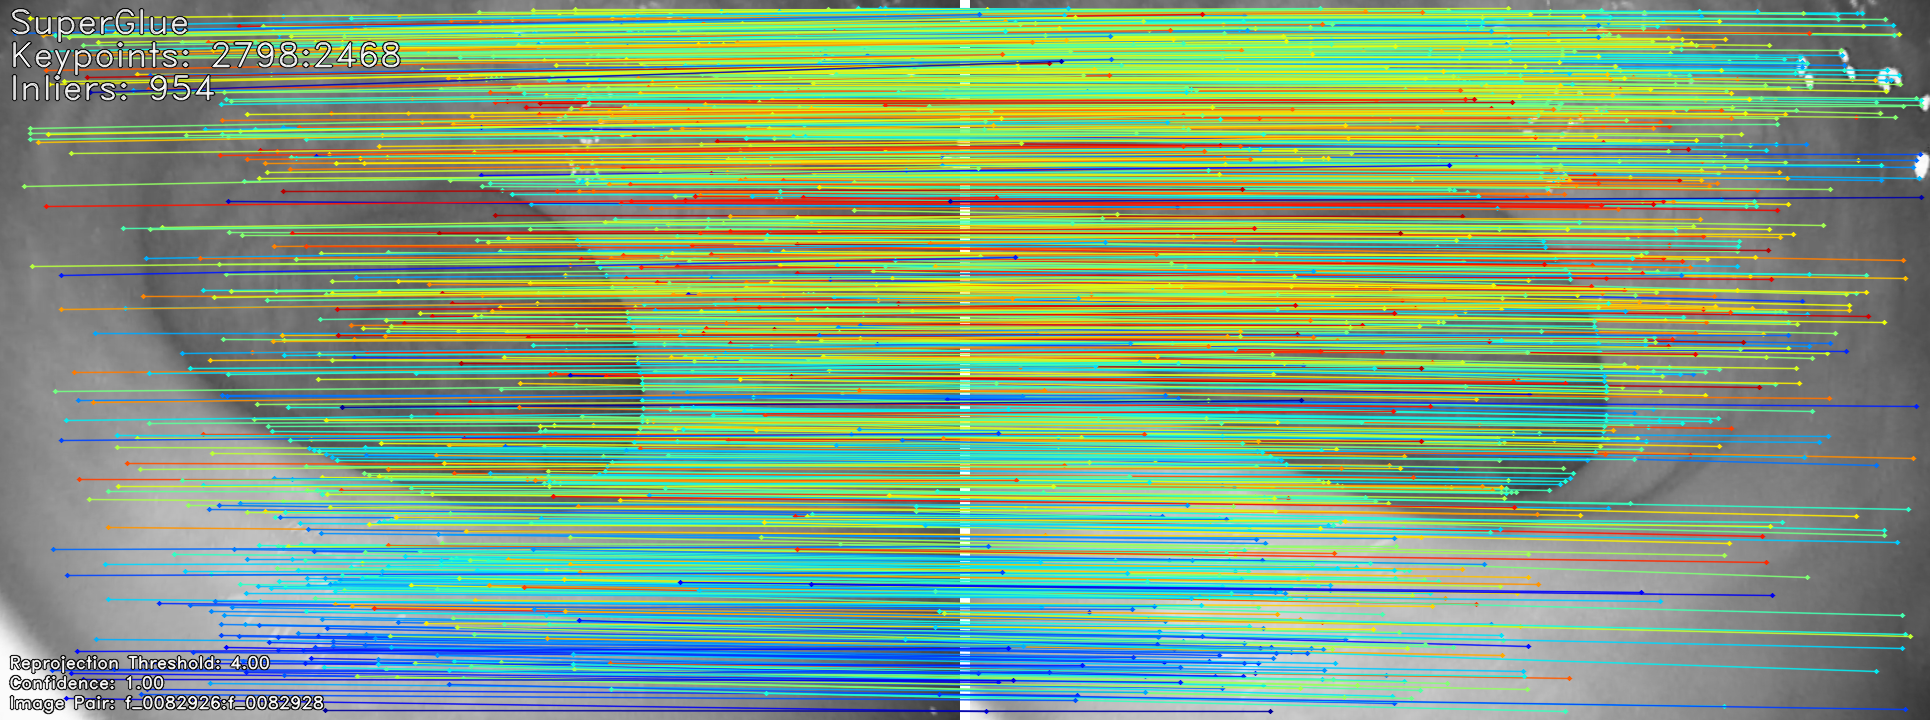 SuperGlue
Keypoints: 2798:2468
Inliers: 954
Reprojection Threshold: 4.00
Confidence: 1.00
Image Pair: f_0082926:f_0082928